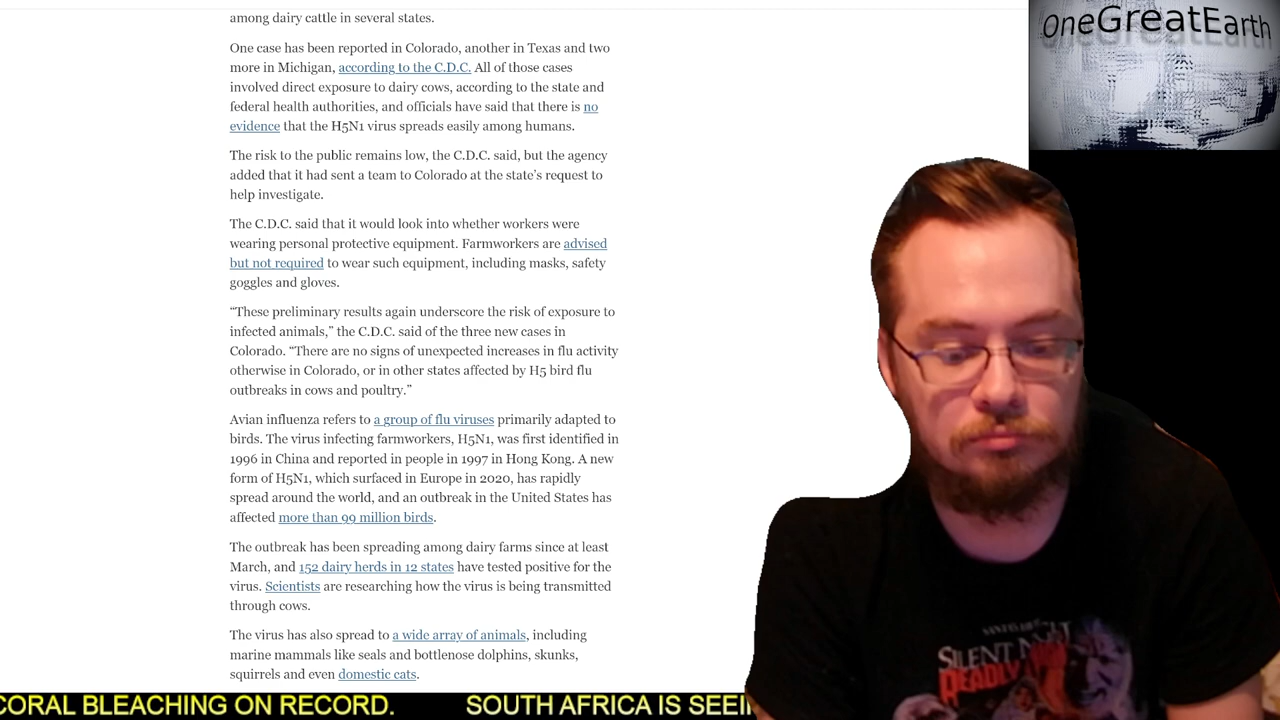 among dairy cattle in several states.
One case has been reported in Colorado, another in Texas and two
more in Michigan, according to the C.D.C. All of those cases
involved direct exposure to dairy cows, according to the state and
federal health authorities, and officials have said that there is no
evidence that the H5N1 virus spreads easily among humans.
The risk to the public remains low, the C.D.C. said, but the agency
added that it had sent a team to Colorado at the state’s request to
help investigate.
The C.D.C. said that it would look into whether workers were
wearing personal protective equipment. Farmworkers are advised
but not required to wear such equipment, including masks, safety
goggles and gloves.
“These preliminary results again underscore the risk of exposure to
infected animals,” the C.D.C. said of the three new cases in
Colorado. “There are no signs of unexpected increases in flu activity
otherwise in Colorado, or in other states affected by H5 bird flu
outbreaks in cows and poultry.”
Avian influenza refers to a group of flu viruses primarily adapted to
birds. The virus infecting farmworkers, H5N1, was first identified in
1996 in China and reported in people in 1997 in Hong Kong. A new
form of H5N1, which surfaced in Europe in 2020, has rapidly
spread around the world, and an outbreak in the United States has
affected more than 99 million birds.
The outbreak has been spreading among dairy farms since at least
March, and 152 dairy herds in 12 states have tested positive for the
virus. Scientists are researching how the virus is being transmitted
through cows.
The virus has also spread to a wide array of animals, including
marine mammals like seals and bottlenose dolphins, skunks,
squirrels and even domestic cats.
OneGreatEarth
SILENT
DEADLY
CORAL BLEACHING ON RECORD. SOUTH AFRICA IS SEEI